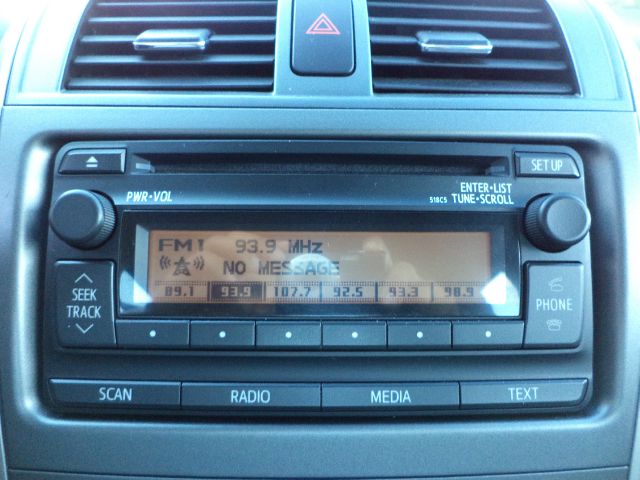 SET UP
PWR•VOL
ENTER•LIST
518C5 TUNE•SCROLL
FM1 93.9 MHz
NO MESSAGE
89.1 93.9 107.7 92.5 93.3 98.9
SEEK
TRACK
PHONE
SCAN RADIO MEDIA TEXT